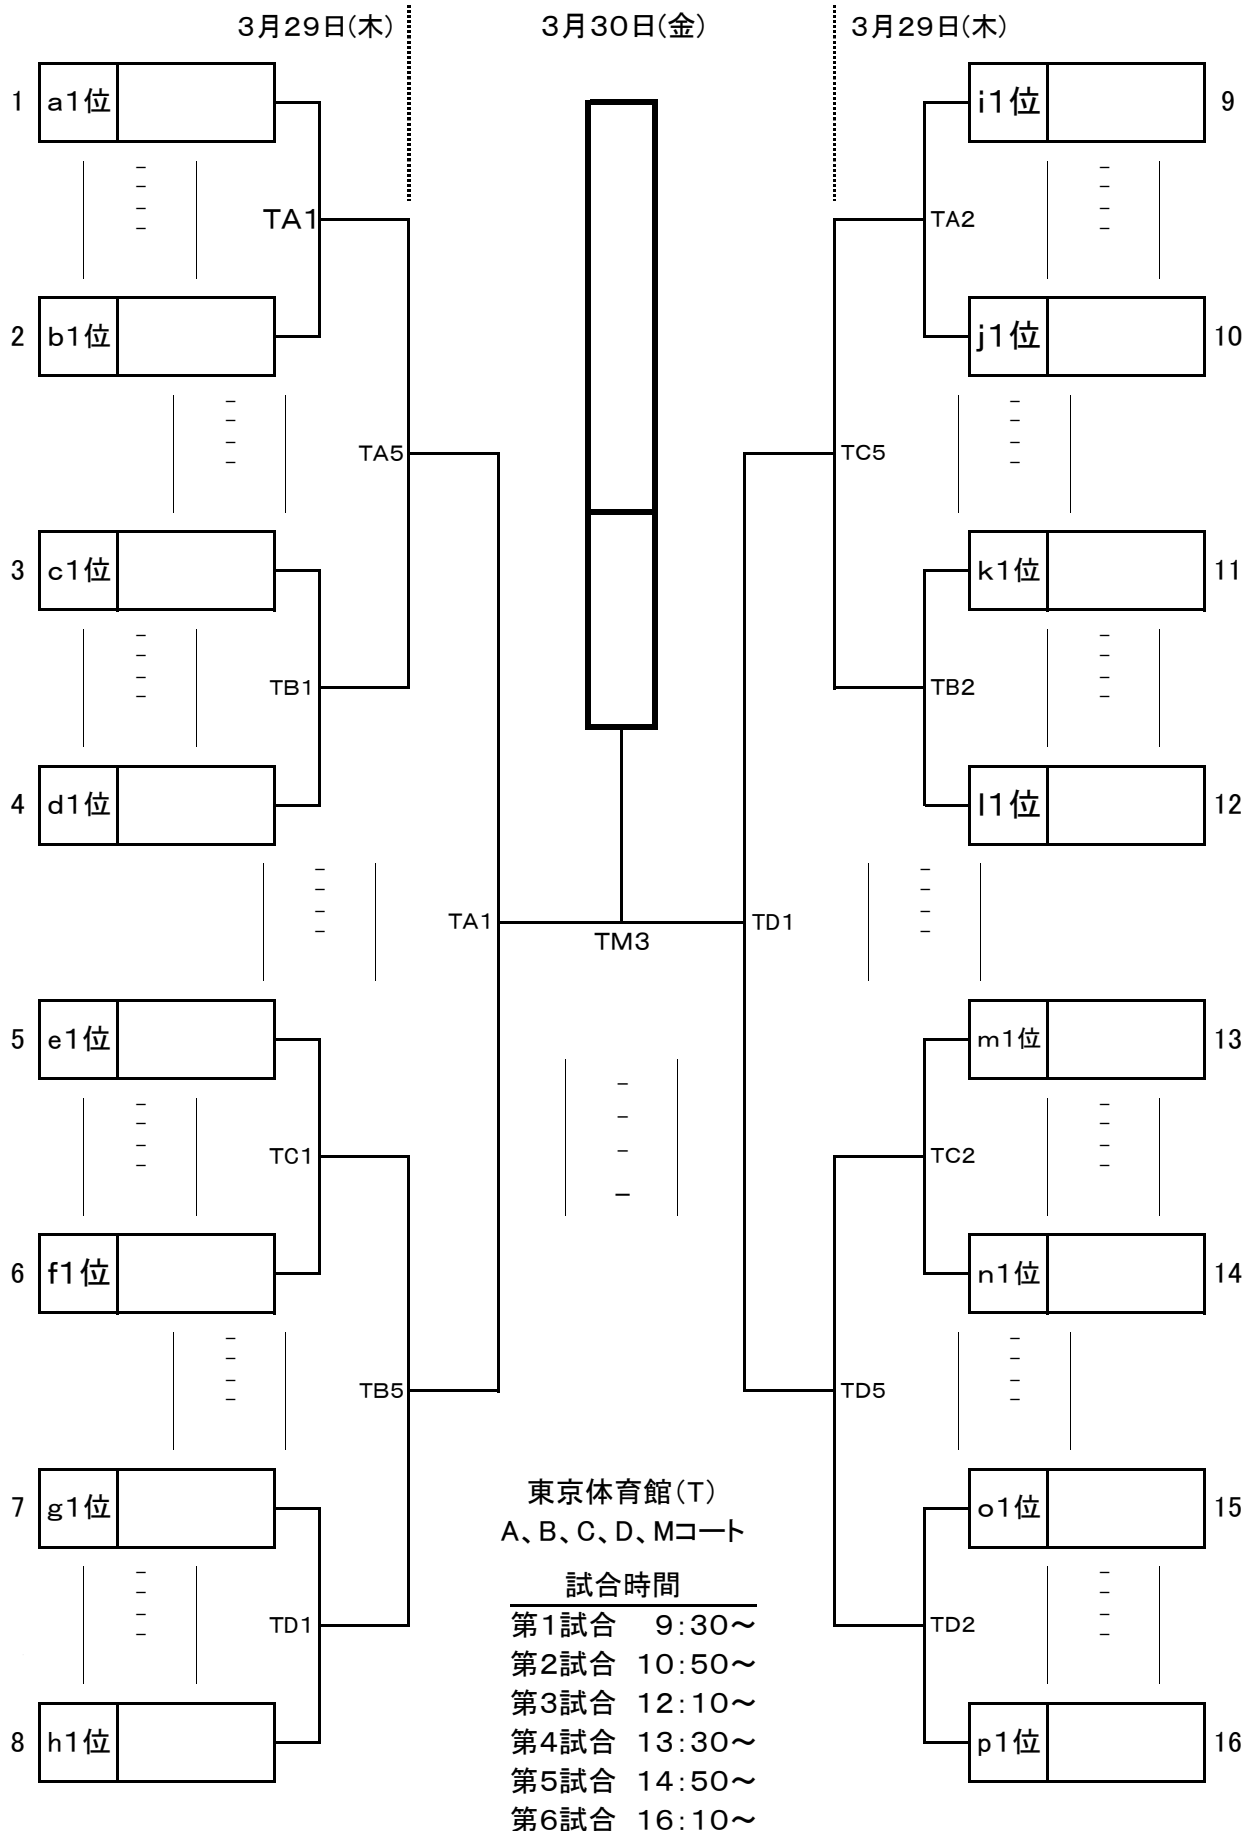 ３月２９日(木)
３月３０日(金)
３月２９日(木)
1 a１位
i１位 9
TA１
TA2
2 b１位
j１位 10
TA5
TC5
3 c１位
k１位 11
TB1
TB2
4 d１位
l１位 12
TA1
TD1
TM3
5 e１位
m１位 13
TC1
TC2
6 f１位
n１位 14
TB5
TD5
東京体育館（T）
7 g１位
o１位 15
A、B、C、D、Mコート
試合時間
TD1
第１試合 ９：３０～
TD2
第２試合 １０：５０～
第３試合 １２：１０～
8 h１位
第４試合 １３：３０～
p１位 16
第５試合 １４：５０～
第６試合 １６：１０～